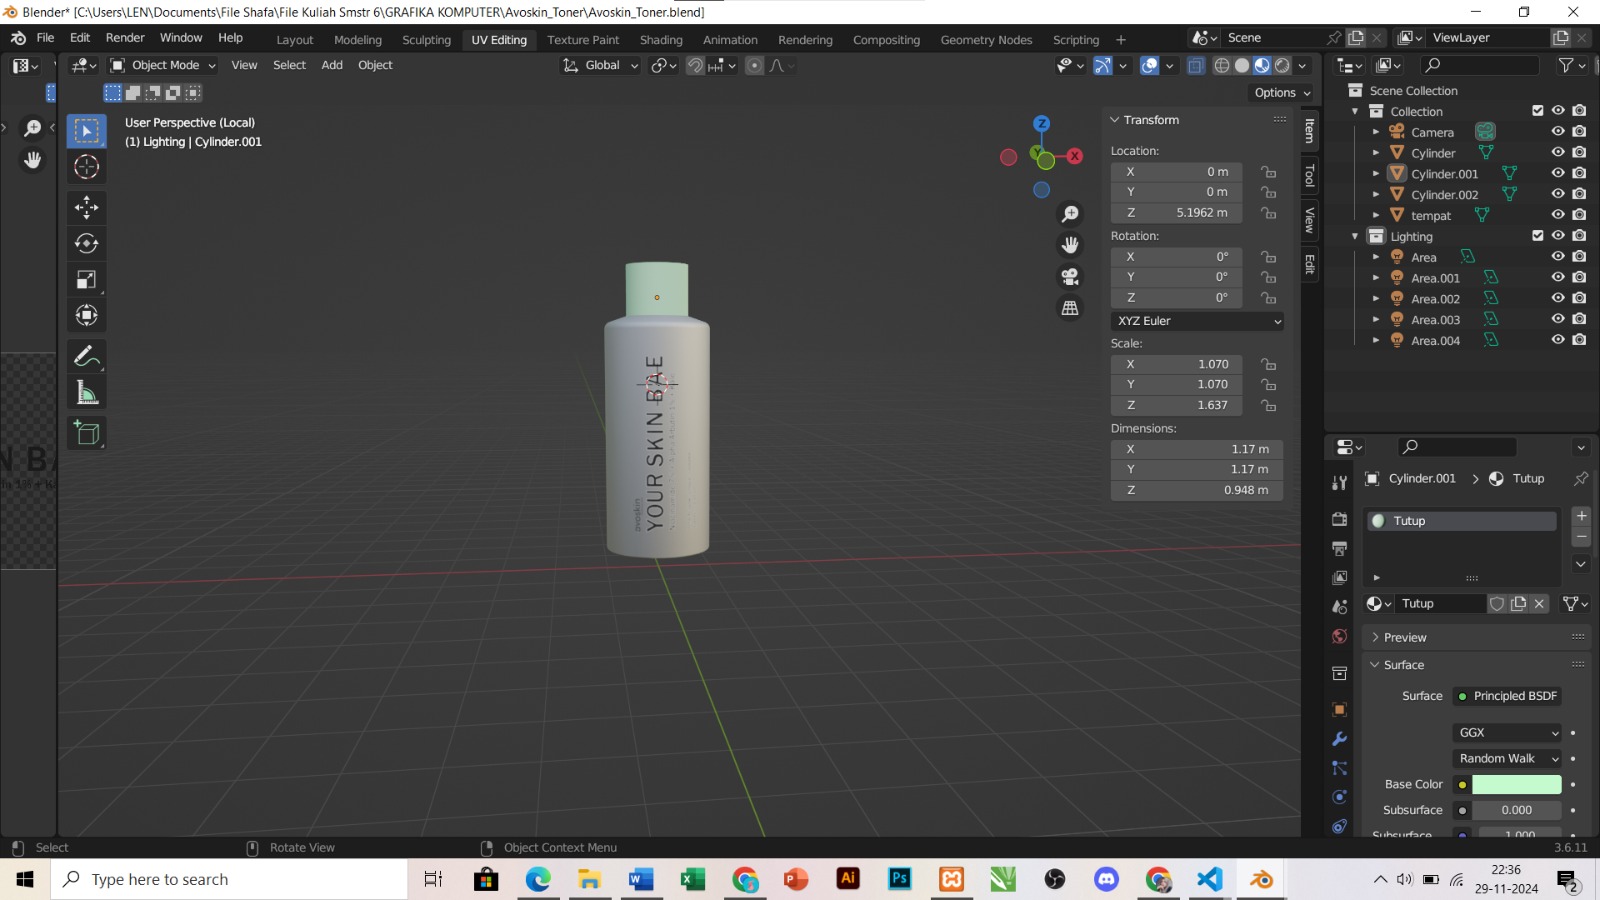 Blender* [C:\Users\LEN\Documents\File Shafa\File Kuliah Smstr 6\GRAFIKA KOMPUTER\Avoskin_Toner\Avoskin_Toner.blend]
File Edit Render Window Help
Layout Modeling Sculpting UV Editing Texture Paint Shading Animation Rendering Compositing Geometry Nodes Scripting +
Scene
ViewLayer
Object Mode View Select Add Object
Global
Options
User Perspective (Local)
(1) Lighting | Cylinder.001
Z
X
Y
avoskin
YOUR SKIN BAE
N BA
Transform
Location:
X 0 m
Y 0 m
Z 5.1962 m
Rotation:
X 0°
Y 0°
Z 0°
XYZ Euler
Scale:
X 1.070
Y 1.070
Z 1.637
Dimensions:
X 1.17 m
Y 1.17 m
Z 0.948 m
Item
Tool
View
Edit
Scene Collection
Collection
Camera
Cylinder
Cylinder.001
Cylinder.002
tempat
Lighting
Area
Area.001
Area.002
Area.003
Area.004
Cylinder.001 > Tutup
Tutup
Tutup
Preview
Surface
Surface Principled BSDF
GGX
Random Walk
Base Color
Subsurface 0.000
Subsurface 1.000
Select
Rotate View
Object Context Menu
3.6.11
Type here to search
22:36
29-11-2024
2